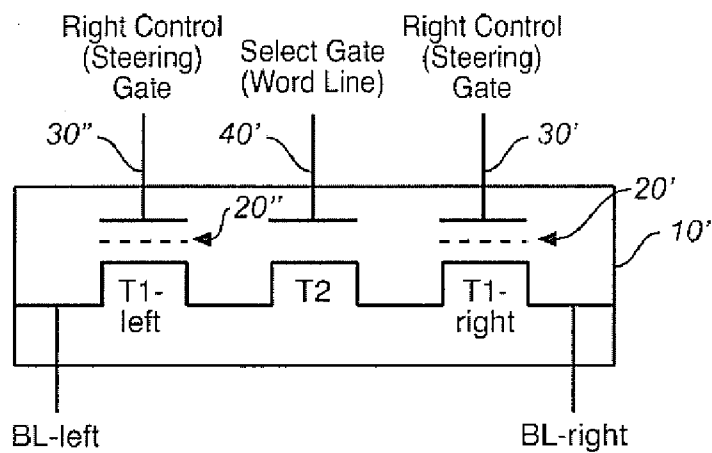 Right Control
(Steering)
Gate
Select Gate
(Word Line)
Right Control
(Steering)
Gate
30"
40'
30'
20"
20'
10'
T1-
left
T2
T1-
right
BL-left
BL-right